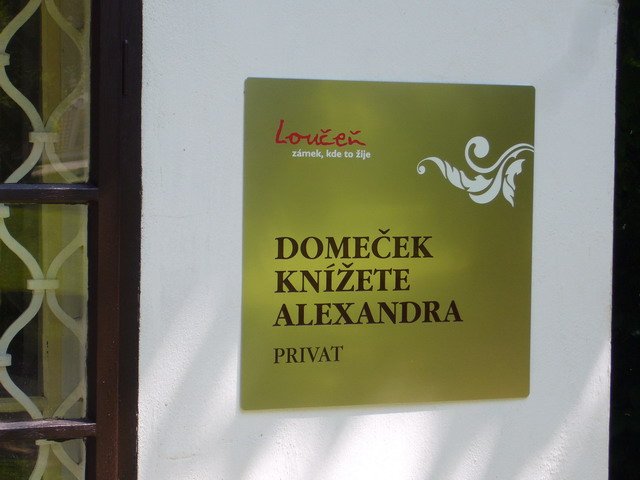 Loučeň
zámek, kde to žije
DOMEČEK
KNÍŽETE
ALEXANDRA
PRIVAT